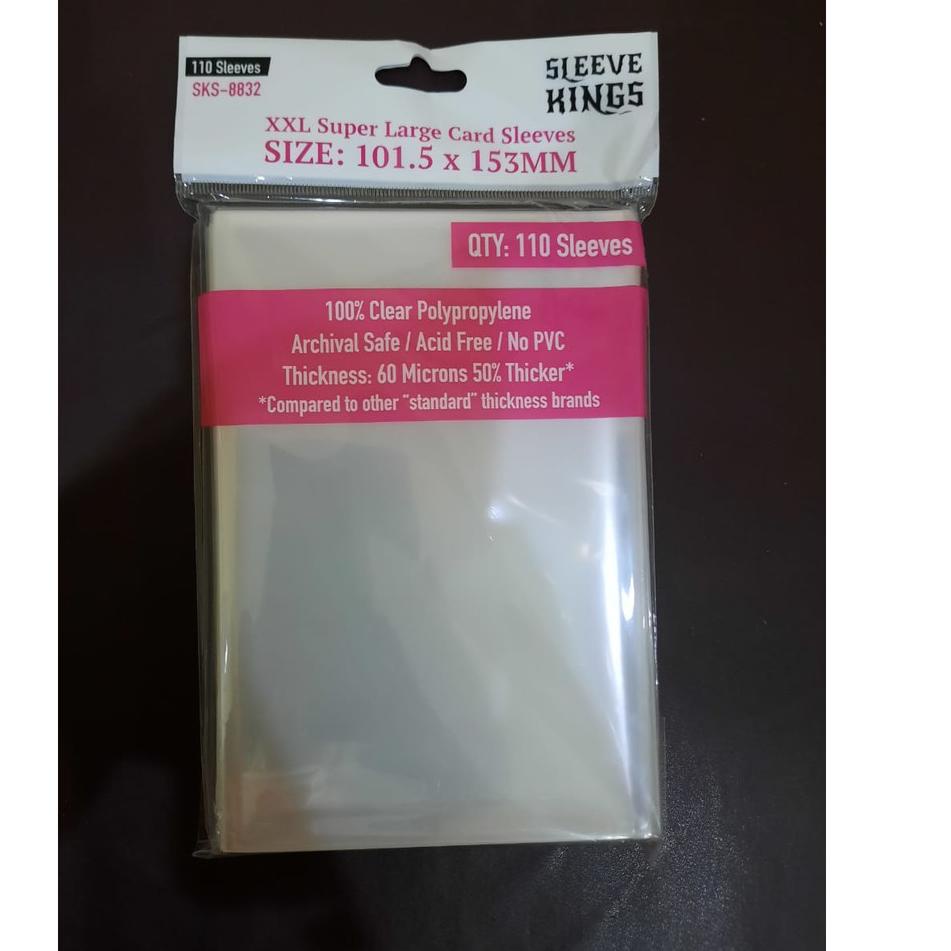 110 Sleeves
SKS-8832
SLEEVE
KINGS
XXL Super Large Card Sleeves
SIZE: 101.5 x 153MM
QTY: 110 Sleeves
100% Clear Polypropylene
Archival Safe / Acid Free / No PVC
Thickness: 60 Microns 50% Thicker*
*Compared to other "standard" thickness brands